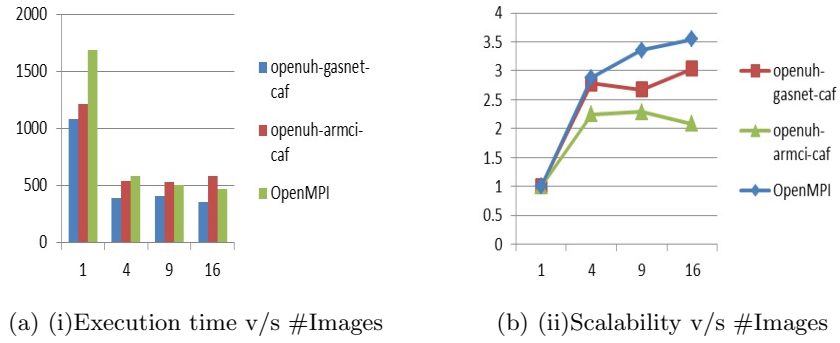 2000
1500
1000
500
0
1 4 9 16
openuh-gasnet-
caf
openuh-armci-
caf
OpenMPI
4
3.5
3
2.5
2
1.5
1
0.5
0
1 4 9 16
openuh-
gasnet-caf
openuh-
armci-caf
OpenMPI
(a) (i)Execution time v/s #Images
(b) (ii)Scalability v/s #Images